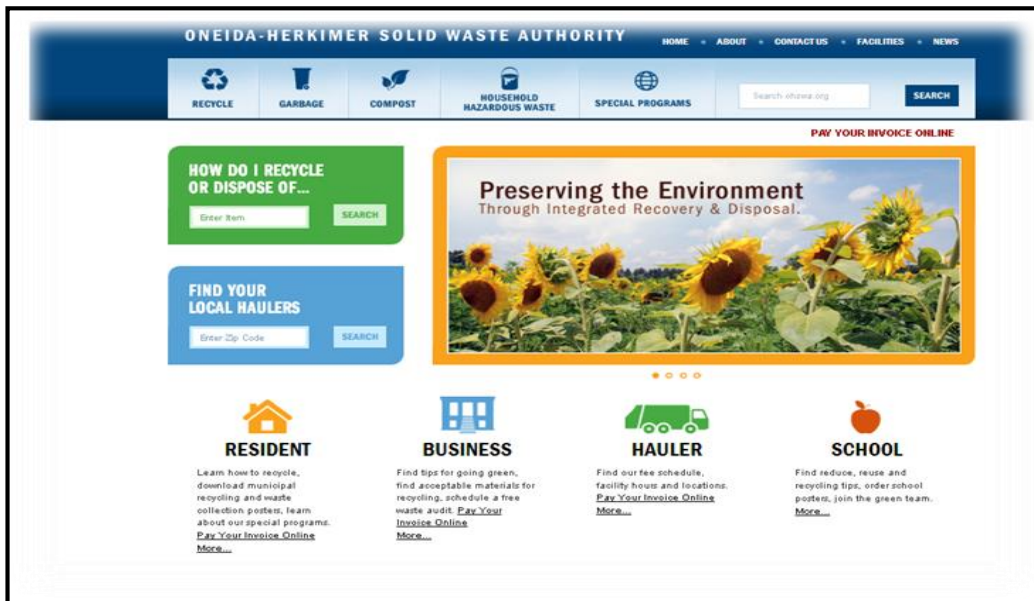 ONEIDA-HERKIMER SOLID WASTE AUTHORITY
HOME ABOUT CONTACT US FACILITIES NEWS
RECYCLE
GARBAGE
COMPOST
HOUSEHOLD
HAZARDOUS WASTE
SPECIAL PROGRAMS
Search ohswa.org
SEARCH
PAY YOUR INVOICE ONLINE
HOW DO I RECYCLE
OR DISPOSE OF...
Enter Item
SEARCH
FIND YOUR
LOCAL HAULERS
Enter Zip Code
SEARCH
Preserving the Environment
Through Integrated Recovery & Disposal.
RESIDENT
Learn how to recycle,
download municipal
recycling and waste
collection posters, learn
about our special programs.
Pay Your Invoice Online
More...
BUSINESS
Find tips for going green,
find acceptable materials for
recycling, schedule a free
waste audit. Pay Your
Invoice Online
More...
HAULER
Find our fee schedule,
facility hours and locations.
Pay Your Invoice Online
More...
SCHOOL
Find reduce, reuse and
recycling tips, order school
posters, join the green team.
More...